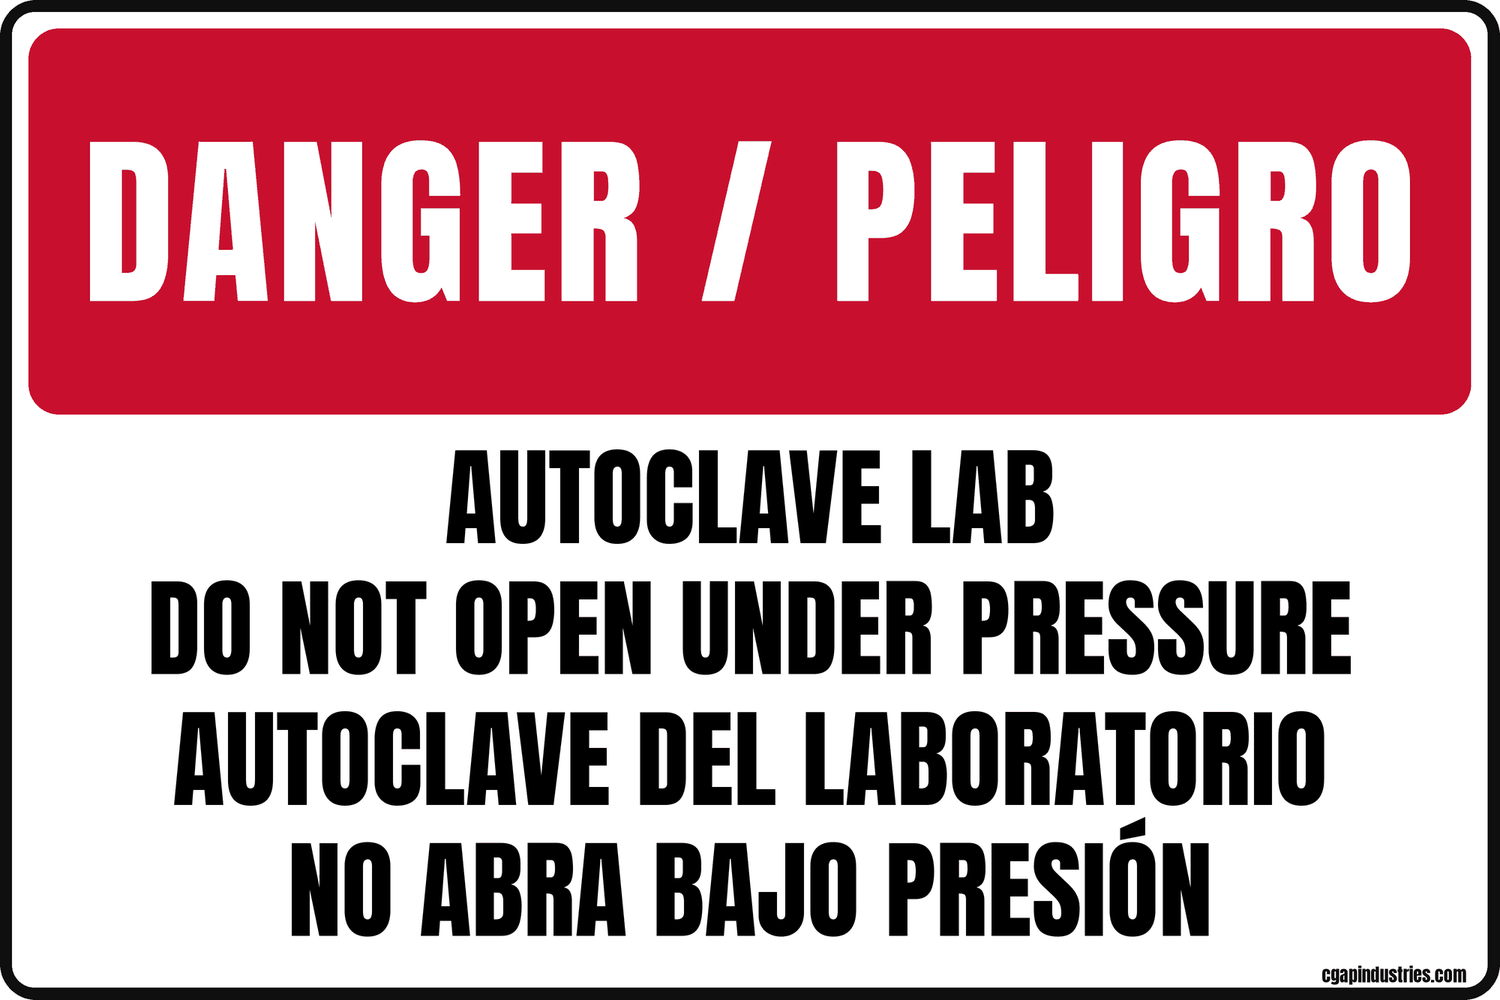 DANGER / PELIGRO
AUTOCLAVE LAB
DO NOT OPEN UNDER PRESSURE
AUTOCLAVE DEL LABORATORIO
NO ABRA BAJO PRESIÓN
cgapindustries.com